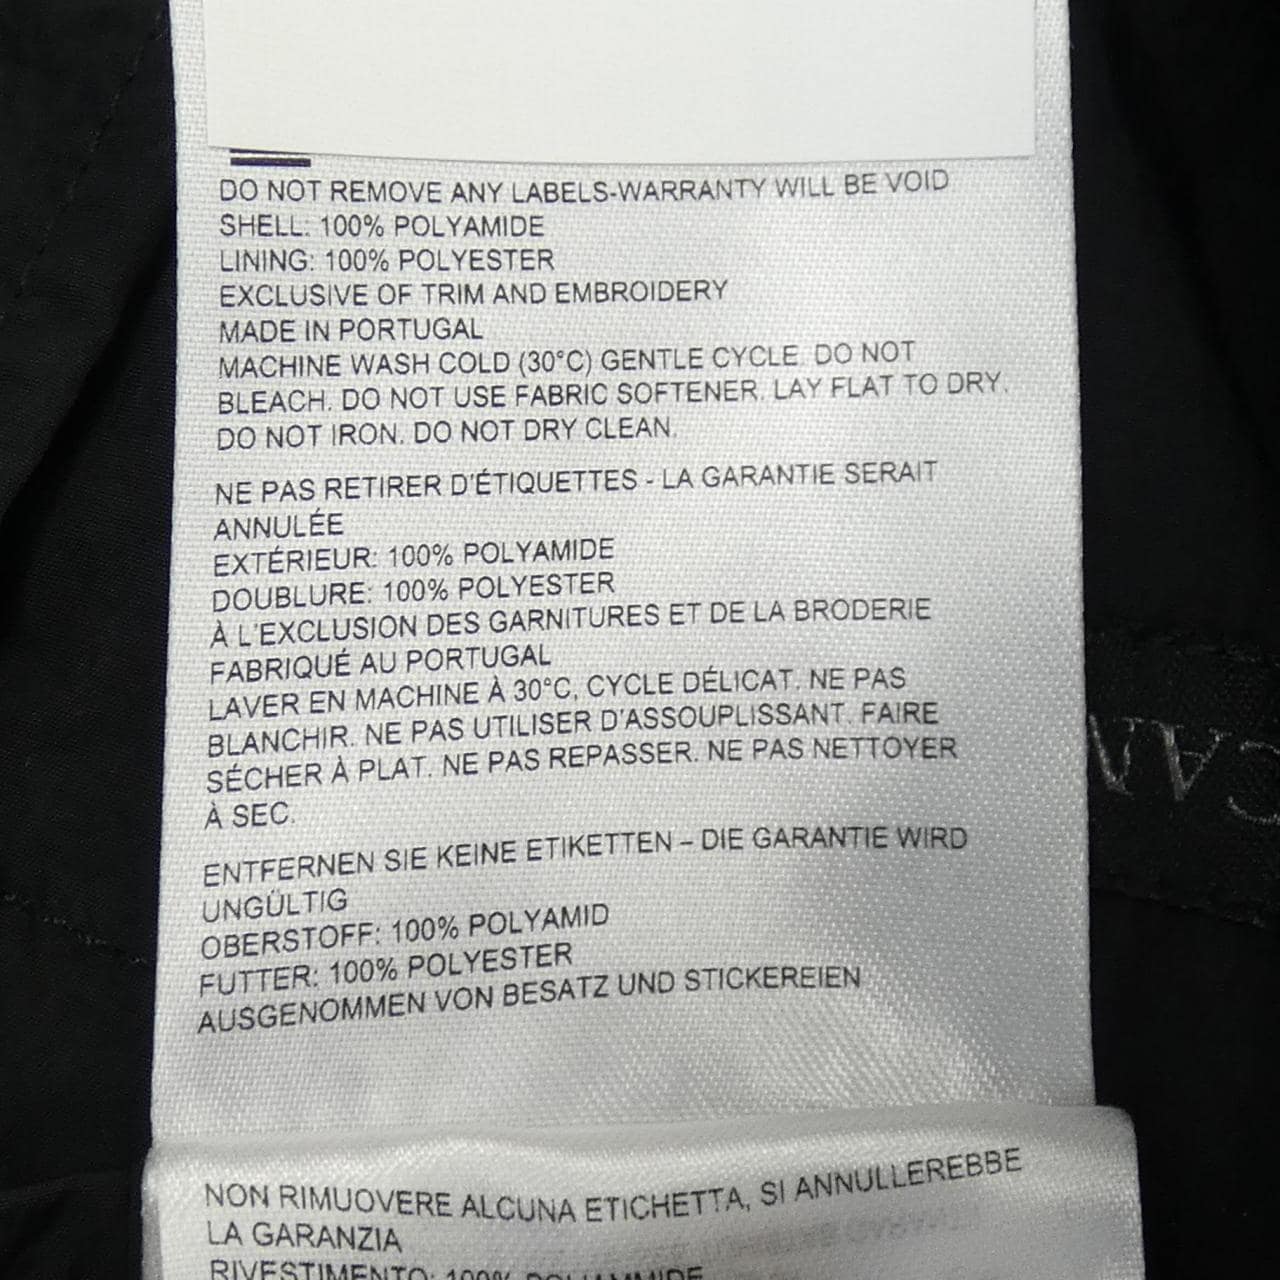 DO NOT REMOVE ANY LABELS-WARRANTY WILL BE VOID
SHELL: 100% POLYAMIDE
LINING: 100% POLYESTER
EXCLUSIVE OF TRIM AND EMBROIDERY
MADE IN PORTUGAL
MACHINE WASH COLD (30°C) GENTLE CYCLE. DO NOT
BLEACH. DO NOT USE FABRIC SOFTENER. LAY FLAT TO DRY.
DO NOT IRON. DO NOT DRY CLEAN.
NE PAS RETIRER D'ÉTIQUETTES - LA GARANTIE SERAIT
ANNULÉE
EXTÉRIEUR: 100% POLYAMIDE
DOUBLURE: 100% POLYESTER
À L'EXCLUSION DES GARNITURES ET DE LA BRODERIE
FABRIQUÉ AU PORTUGAL
LAVER EN MACHINE À 30°C, CYCLE DÉLICAT. NE PAS
BLANCHIR. NE PAS UTILISER D'ASSOUPLISSANT. FAIRE
SÉCHER À PLAT. NE PAS REPASSER. NE PAS NETTOYER
À SEC.
ENTFERNEN SIE KEINE ETIKETTEN – DIE GARANTIE WIRD
UNGÜLTIG
OBERSTOFF: 100% POLYAMID
FUTTER: 100% POLYESTER
AUSGENOMMEN VON BESATZ UND STICKEREIEN
NON RIMUOVERE ALCUNA ETICHETTA, SI ANNULLEREBBE
LA GARANZIA
RIVESTIMENTO: 100%